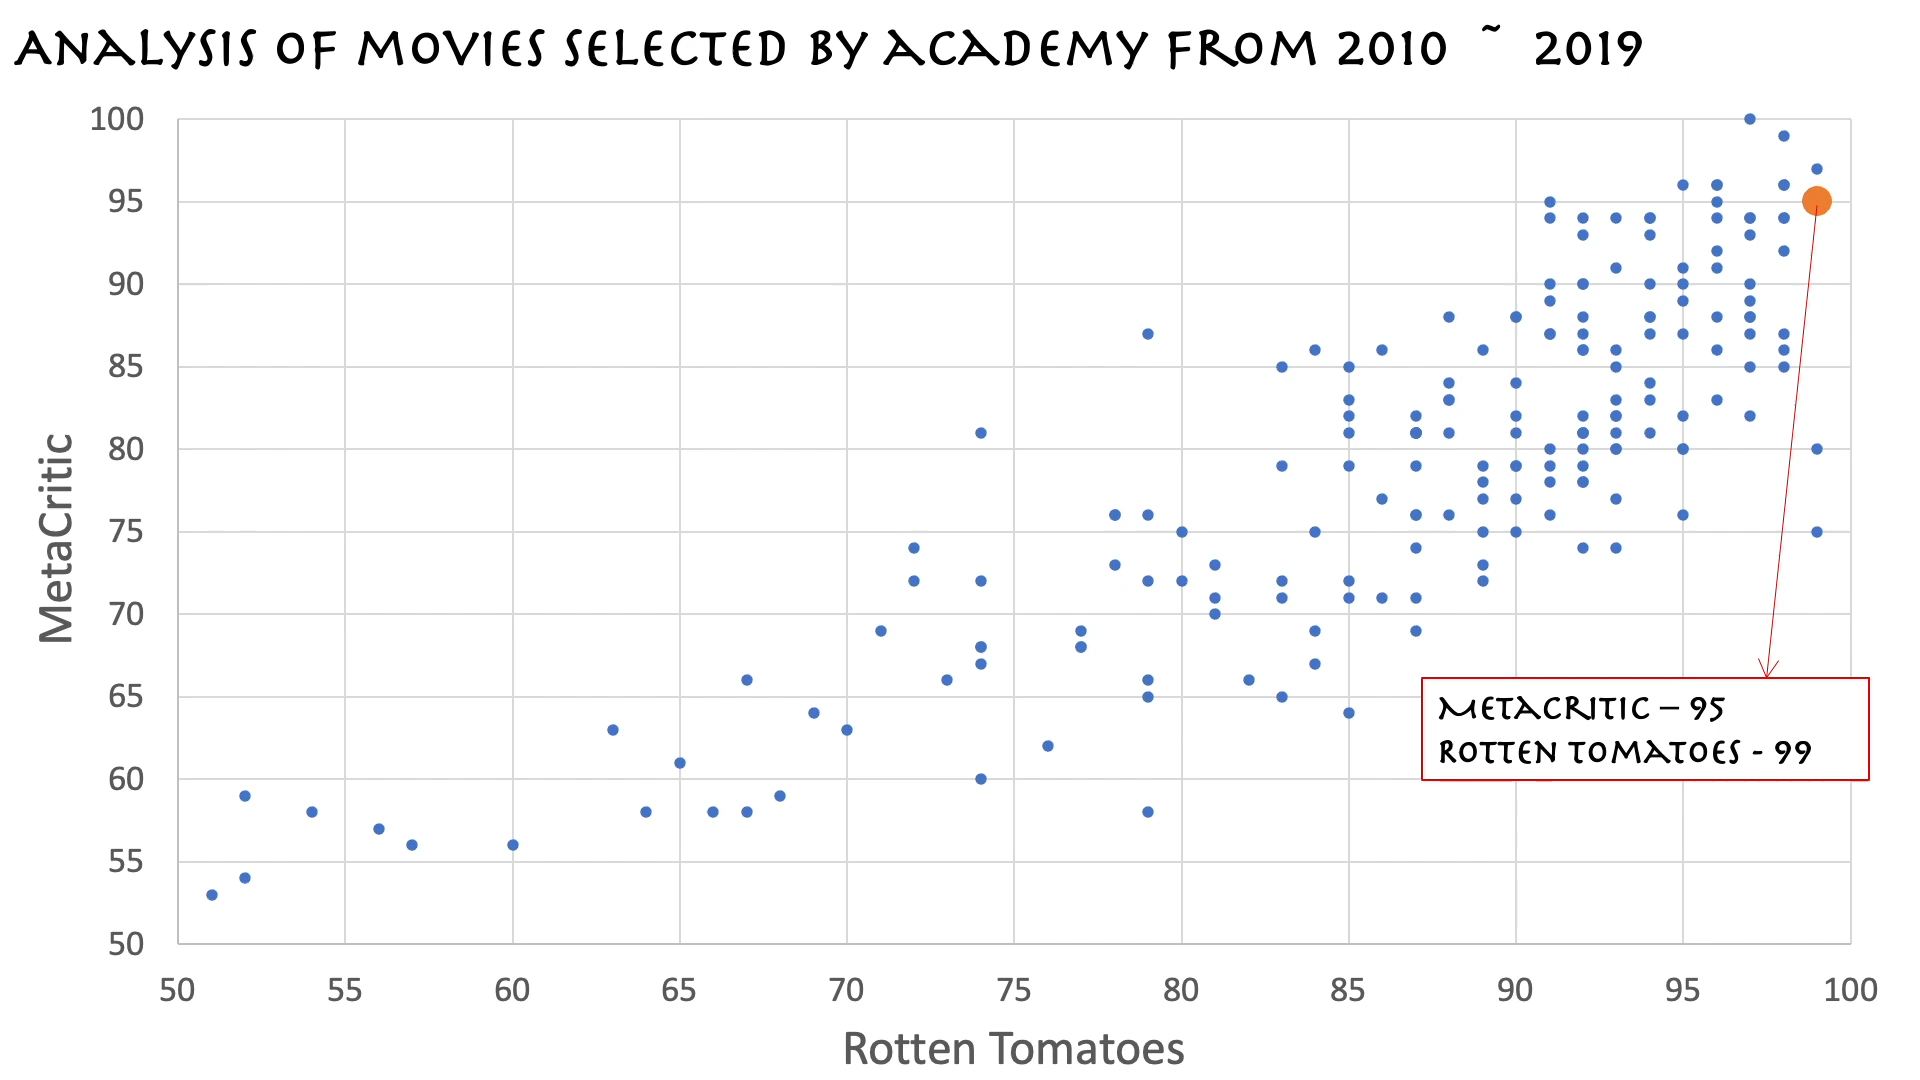 ANALYSIS OF MOVIES SELECTED BY ACADEMY FROM 2010 ~ 2019
100
95
90
85
80
75
70
65
60
55
50
MetaCritic
METACRITIC – 95
ROTTEN TOMATOES - 99
50 55 60 65 70 75 80 85 90 95 100
Rotten Tomatoes